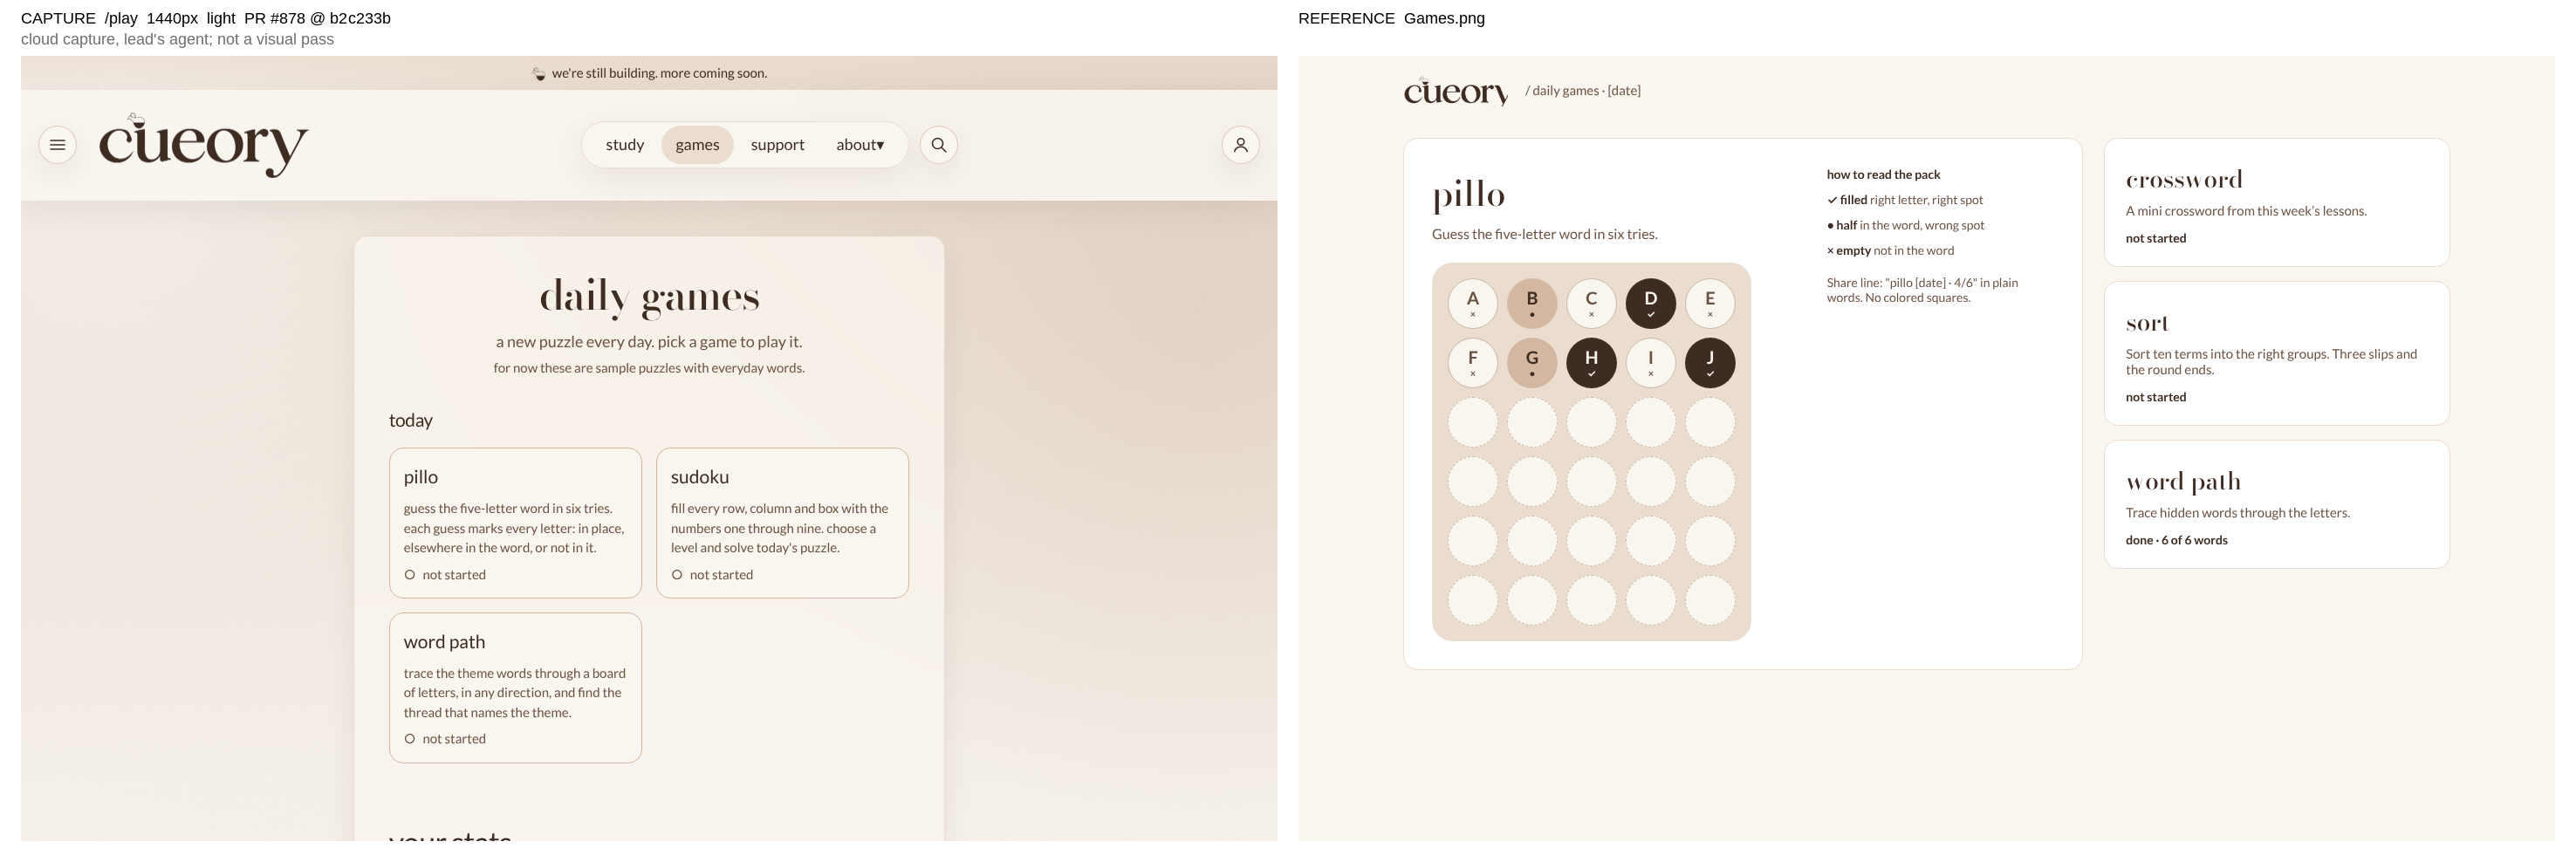 CAPTURE /play 1440px light PR #878 @ b2c233b
cloud capture, lead's agent; not a visual pass
we're still building. more coming soon.
cueory
study
games
support
about▾
daily games
a new puzzle every day. pick a game to play it.
for now these are sample puzzles with everyday words.
today
pillo
guess the five-letter word in six tries.
each guess marks every letter: in place,
elsewhere in the word, or not in it.
not started
sudoku
fill every row, column and box with the
numbers one through nine. choose a
level and solve today's puzzle.
not started
word path
trace the theme words through a board
of letters, in any direction, and find the
thread that names the theme.
not started
your stats
REFERENCE Games.png
cueory
/ daily games · [date]
pillo
Guess the five-letter word in six tries.
A B C D E
× • × ✓ ×
F G H I J
× • ✓ × ✓
how to read the pack
✓ filled right letter, right spot
• half in the word, wrong spot
× empty not in the word
Share line: "pillo [date] · 4/6" in plain
words. No colored squares.
crossword
A mini crossword from this week's lessons.
not started
sort
Sort ten terms into the right groups. Three slips and
the round ends.
not started
word path
Trace hidden words through the letters.
done · 6 of 6 words